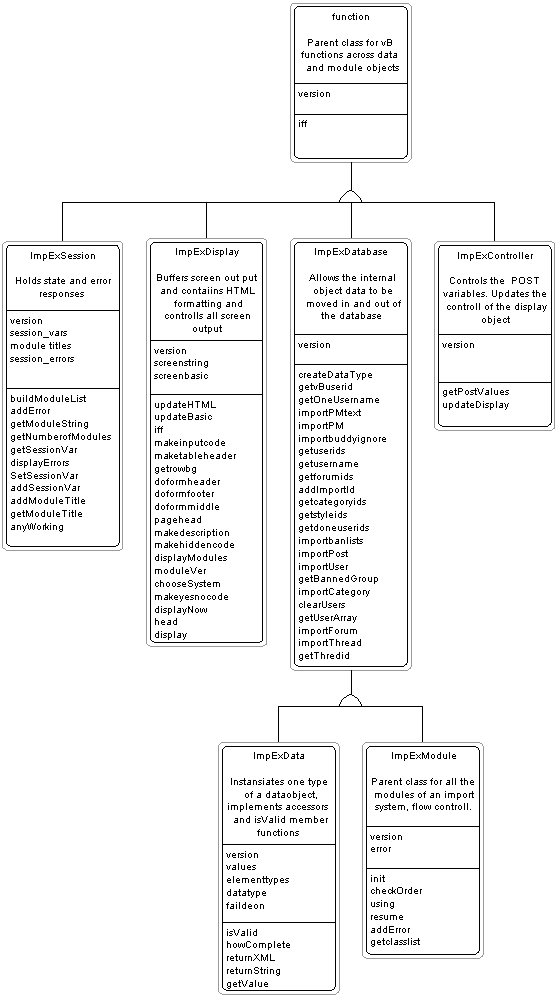 function
Parent class for vB
functions across data
and module objects
version
iff
ImpExSession
Holds state and error
responses
version
session_vars
module titles
session_errors
buildModuleList
addError
getModuleString
getNumberofModules
getSessionVar
displayErrors
SetSessionVar
addSessionVar
addModuleTitle
getModuleTitle
anyWorking
ImpExDisplay
Buffers screen out put
and contaiins HTML
formatting and
controlls all screen
output
version
screenstring
screenbasic
updateHTML
updateBasic
iff
makeinputcode
maketableheader
getrowbg
doformheader
doformfooter
doformmiddle
pagehead
makedescription
makehiddencode
displayModules
moduleVer
chooseSystem
makeyesnocode
displayNow
head
display
ImpExDatabase
Allows the internal
object data to be
moved in and out of
the database
version
createDataType
getvBuserid
getOneUsername
importPMtext
importPM
importbuddyignore
getuserids
getusername
getforumids
addImportId
getcategoryids
getstyleids
getdoneuserids
importbanlists
importPost
importUser
getBannedGroup
importCategory
clearUsers
getUserArray
importForum
importThread
getThredid
ImpExController
Controls the POST
variables. Updates the
controll of the display
object
version
getPostValues
updateDisplay
ImpExData
Instansiates one type
of a dataobject,
implements accessors
and isValid member
functions
version
values
elementtypes
datatype
faildeon
isValid
howComplete
returnXML
returnString
getValue
ImpExModule
Parent class for all the
modules of an import
system, flow controll.
version
error
init
checkOrder
using
resume
addError
getclasslist